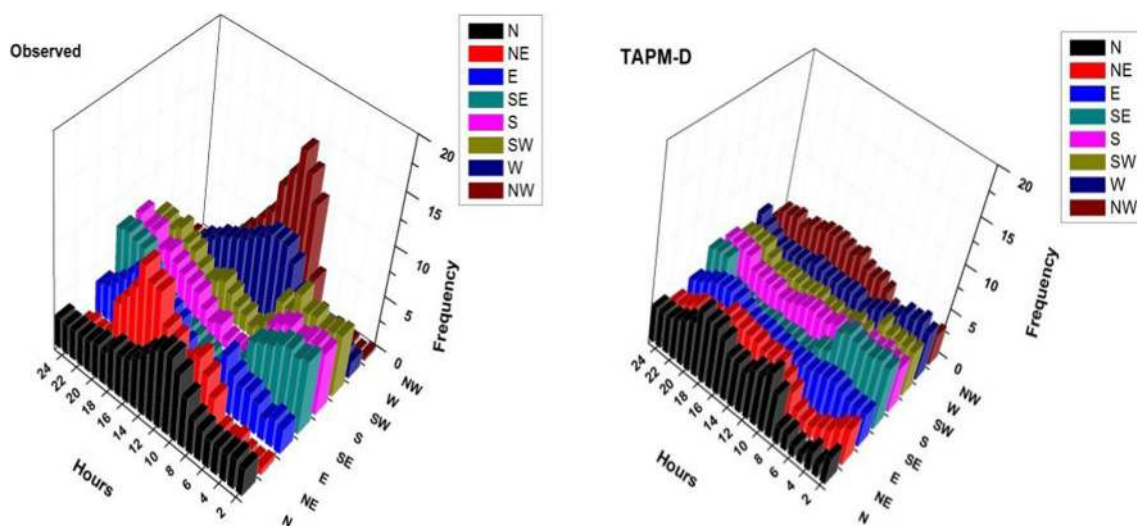 Observed
N
NE
E
SE
S
SW
W
NW
20
15
10
5
0
Frequency
24
22
20
18
16
14
12
10
8
6
4
2
Hours
NW
W
SW
S
SE
E
NE
N
TAPM-D
N
NE
E
SE
S
SW
W
NW
20
15
10
5
0
Frequency
24
22
20
18
16
14
12
10
8
6
4
2
Hours
NW
W
SW
S
SE
E
NE
N